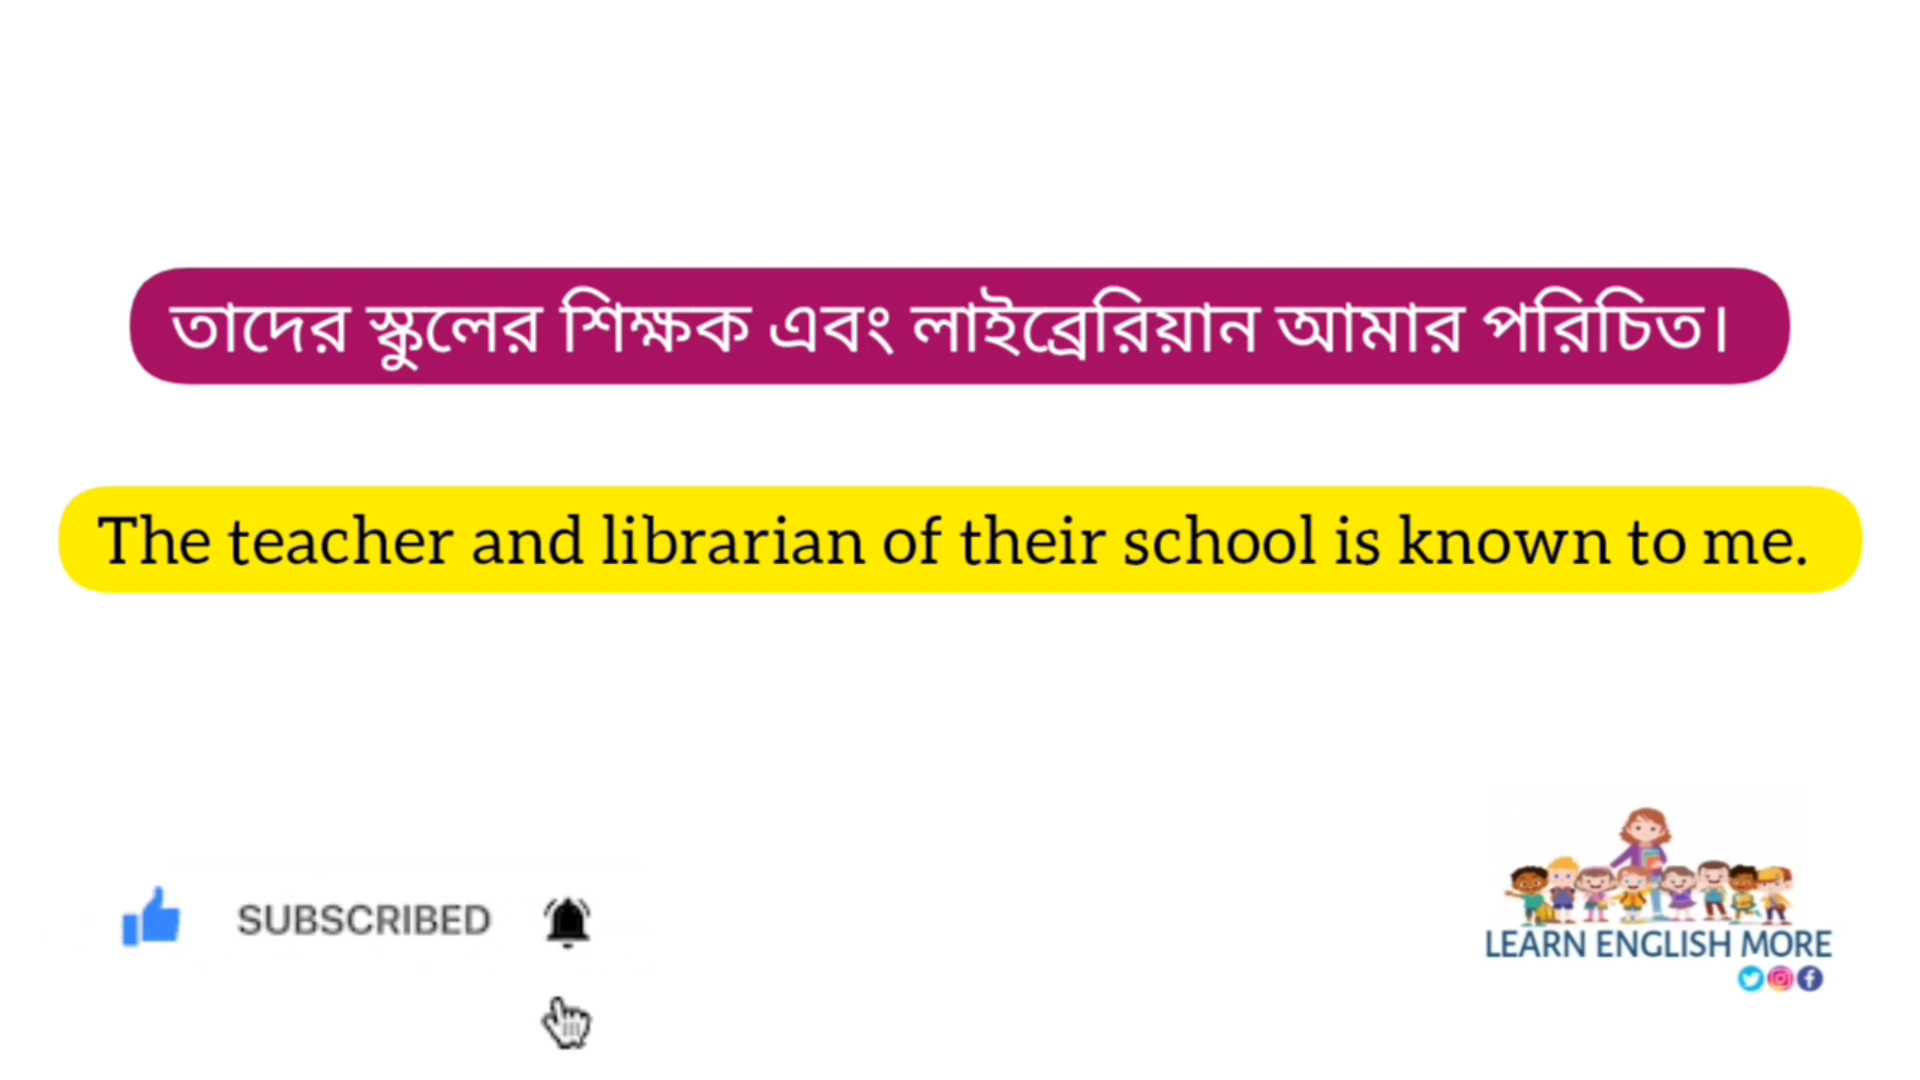 তাদের স্কুলের শিক্ষক এবং লাইব্রেরিয়ান আমার পরিচিত।
The teacher and librarian of their school is known to me.
SUBSCRIBED
LEARN ENGLISH MORE